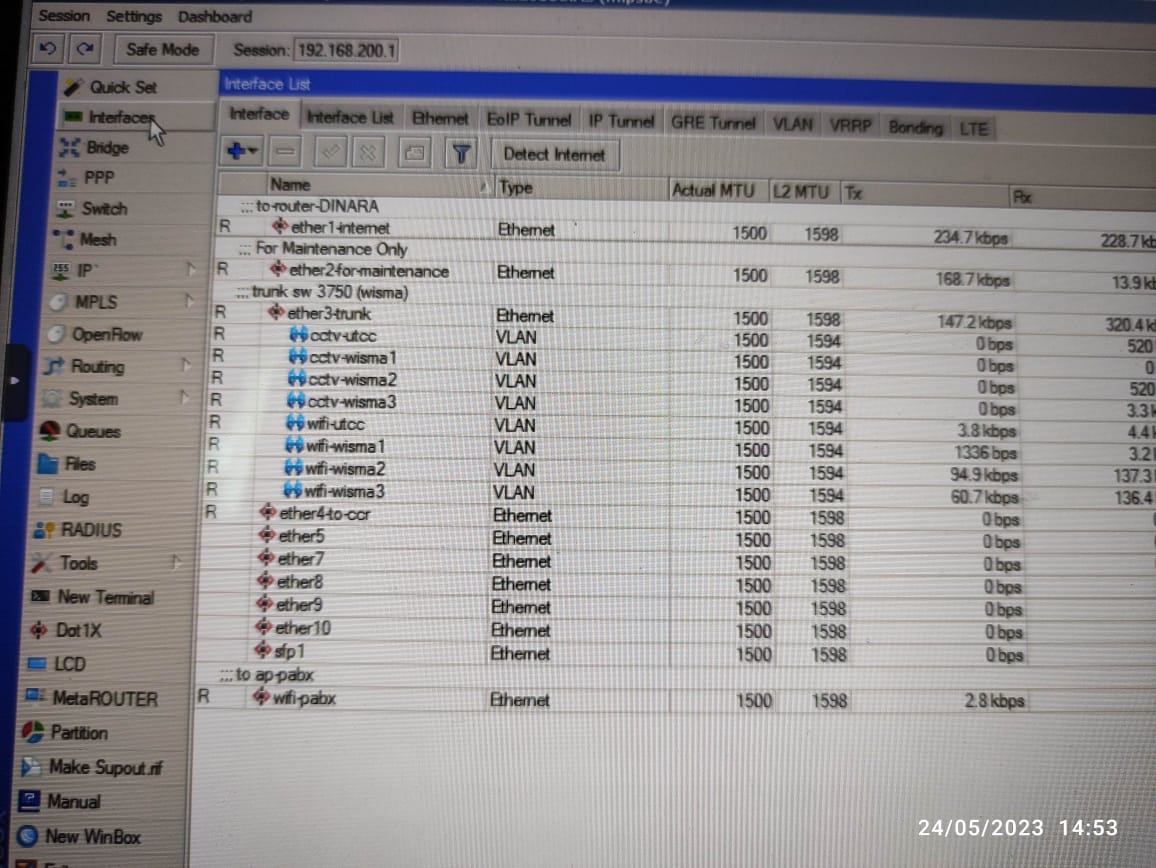 Session Settings Dashboard
Safe Mode Session: 192.168.200.1
Quick Set
Interfaces
Bridge
PPP
Switch
Mesh
IP
MPLS
OpenFlow
Routing
System
Queues
Files
Log
RADIUS
Tools
New Terminal
Dot1X
LCD
MetaROUTER
Partition
Make Supout.rif
Manual
New WinBox
Interface List
Interface Interface List Ethernet EoIP Tunnel IP Tunnel GRE Tunnel VLAN VRRP Bonding LTE
Detect Internet
Name Type Actual MTU L2 MTU Tx Rx
;;; to-router-DINARA
R ether1-internet Ethernet 1500 1598 234.7 kbps 228.7 kb
;;; For Maintenance Only
R ether2-for-maintenance Ethernet 1500 1598 168.7 kbps 13.9 kb
;;; trunk sw 3750 (wisma)
R ether3-trunk Ethernet 1500 1598 147.2 kbps 320.4 k
R cctv-utcc VLAN 1500 1594 0 bps 520
R cctv-wisma1 VLAN 1500 1594 0 bps 0
R cctv-wisma2 VLAN 1500 1594 0 bps 520
R cctv-wisma3 VLAN 1500 1594 0 bps 3.3 k
R wifi-utcc VLAN 1500 1594 3.8 kbps 4.4 k
R wifi-wisma1 VLAN 1500 1594 1336 bps 3.2
R wifi-wisma2 VLAN 1500 1594 94.9 kbps 137.3
R wifi-wisma3 VLAN 1500 1594 60.7 kbps 136.4
R ether4-to-ccr Ethernet 1500 1598 0 bps
ether5 Ethernet 1500 1598 0 bps
ether7 Ethernet 1500 1598 0 bps
ether8 Ethernet 1500 1598 0 bps
ether9 Ethernet 1500 1598 0 bps
ether10 Ethernet 1500 1598 0 bps
sfp1 Ethernet 1500 1598 0 bps
;;; to ap-pabx
R wifi-pabx Ethernet 1500 1598 2.8 kbps
24/05/2023 14:53